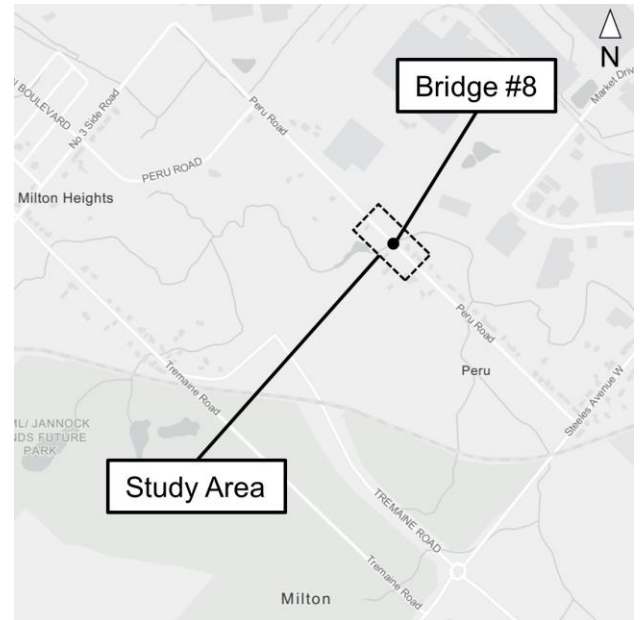 N
Bridge #8
Market Drive
BOULEVARD
No 3 Side Road
Peru Road
PERU ROAD
Milton Heights
Peru Road
Peru
Steeles Avenue W
Tremaine Road
JANNOCK
FUTURE
PARK
Study Area
TREMAINE ROAD
Tremaine Road
Milton